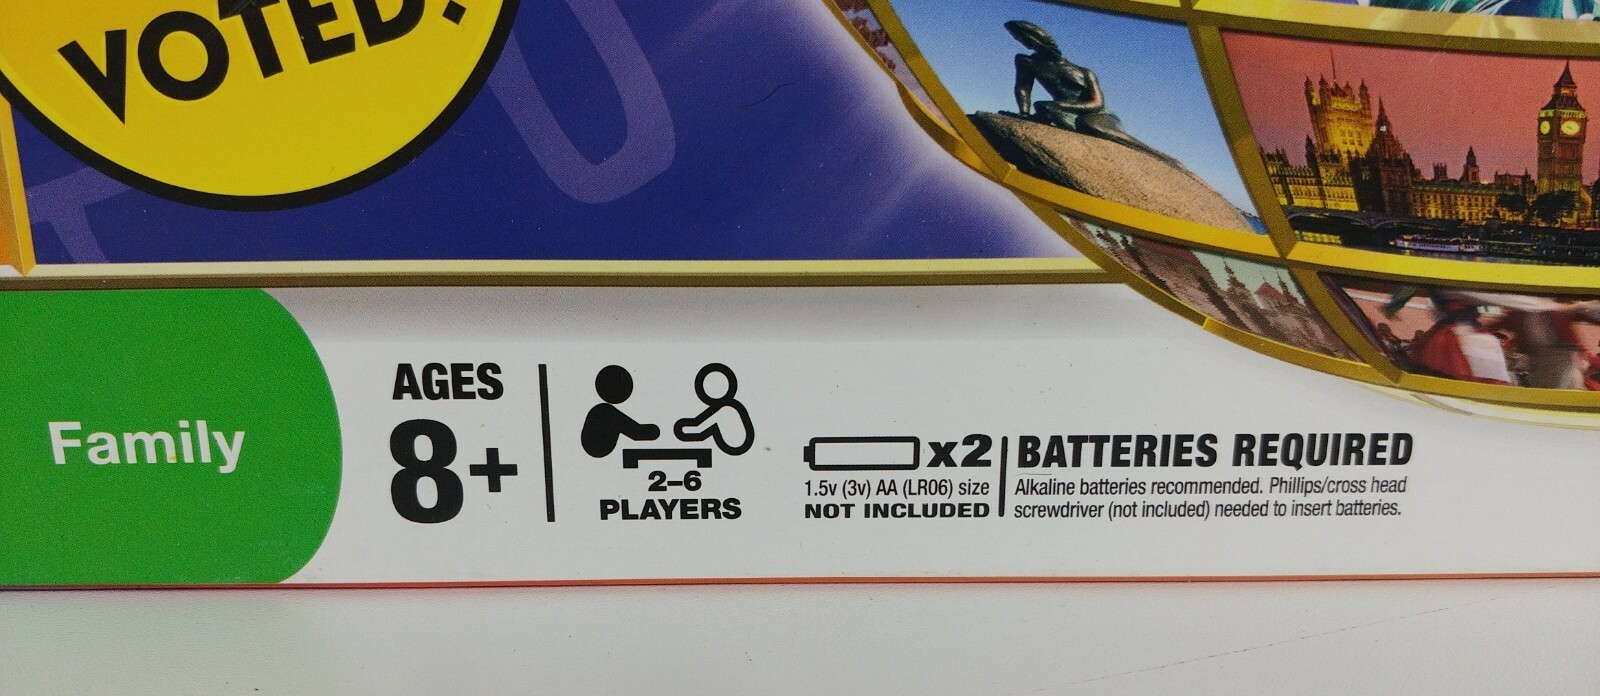 VOTED!
Family
AGES
8+
2–6
PLAYERS
x2
1.5v (3v) AA (LR06) size
NOT INCLUDED
BATTERIES REQUIRED
Alkaline batteries recommended. Phillips/cross head
screwdriver (not included) needed to insert batteries.